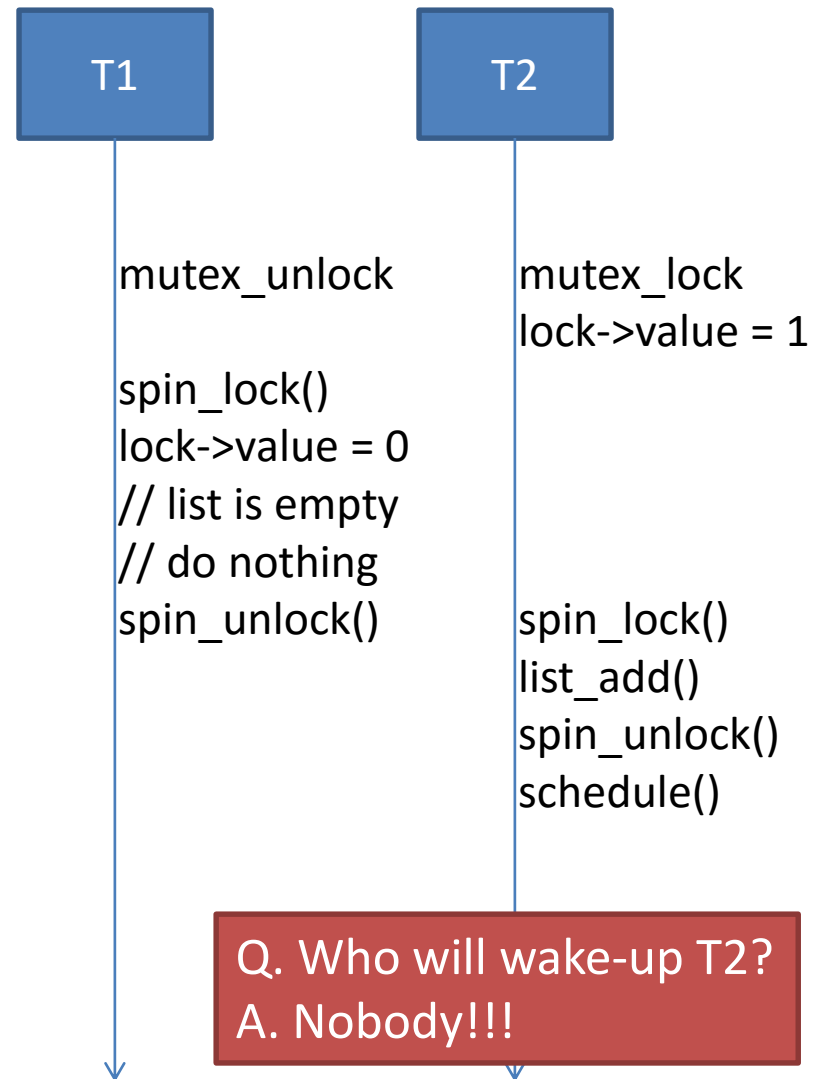 T1
T2
mutex_unlock
spin_lock()
lock->value = 0
// list is empty
// do nothing
spin_unlock()
mutex_lock
lock->value = 1
spin_lock()
list_add()
spin_unlock()
schedule()
Q. Who will wake-up T2?
A. Nobody!!!